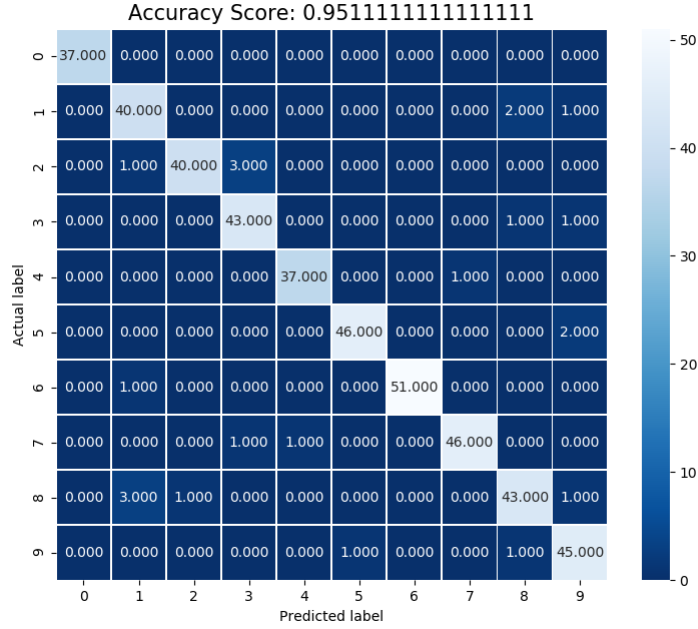 Accuracy Score: 0.9511111111111111
0 37.000 0.000 0.000 0.000 0.000 0.000 0.000 0.000 0.000 0.000
1 0.000 40.000 0.000 0.000 0.000 0.000 0.000 0.000 2.000 1.000
2 0.000 1.000 40.000 3.000 0.000 0.000 0.000 0.000 0.000 0.000
3 0.000 0.000 0.000 43.000 0.000 0.000 0.000 0.000 1.000 1.000
4 0.000 0.000 0.000 0.000 37.000 0.000 0.000 1.000 0.000 0.000
5 0.000 0.000 0.000 0.000 0.000 46.000 0.000 0.000 0.000 2.000
6 0.000 1.000 0.000 0.000 0.000 0.000 51.000 0.000 0.000 0.000
7 0.000 0.000 0.000 1.000 1.000 0.000 0.000 46.000 0.000 0.000
8 0.000 3.000 1.000 0.000 0.000 0.000 0.000 0.000 43.000 1.000
9 0.000 0.000 0.000 0.000 0.000 1.000 0.000 0.000 1.000 45.000
0 1 2 3 4 5 6 7 8 9
Predicted label
Actual label
50
40
30
20
10
0